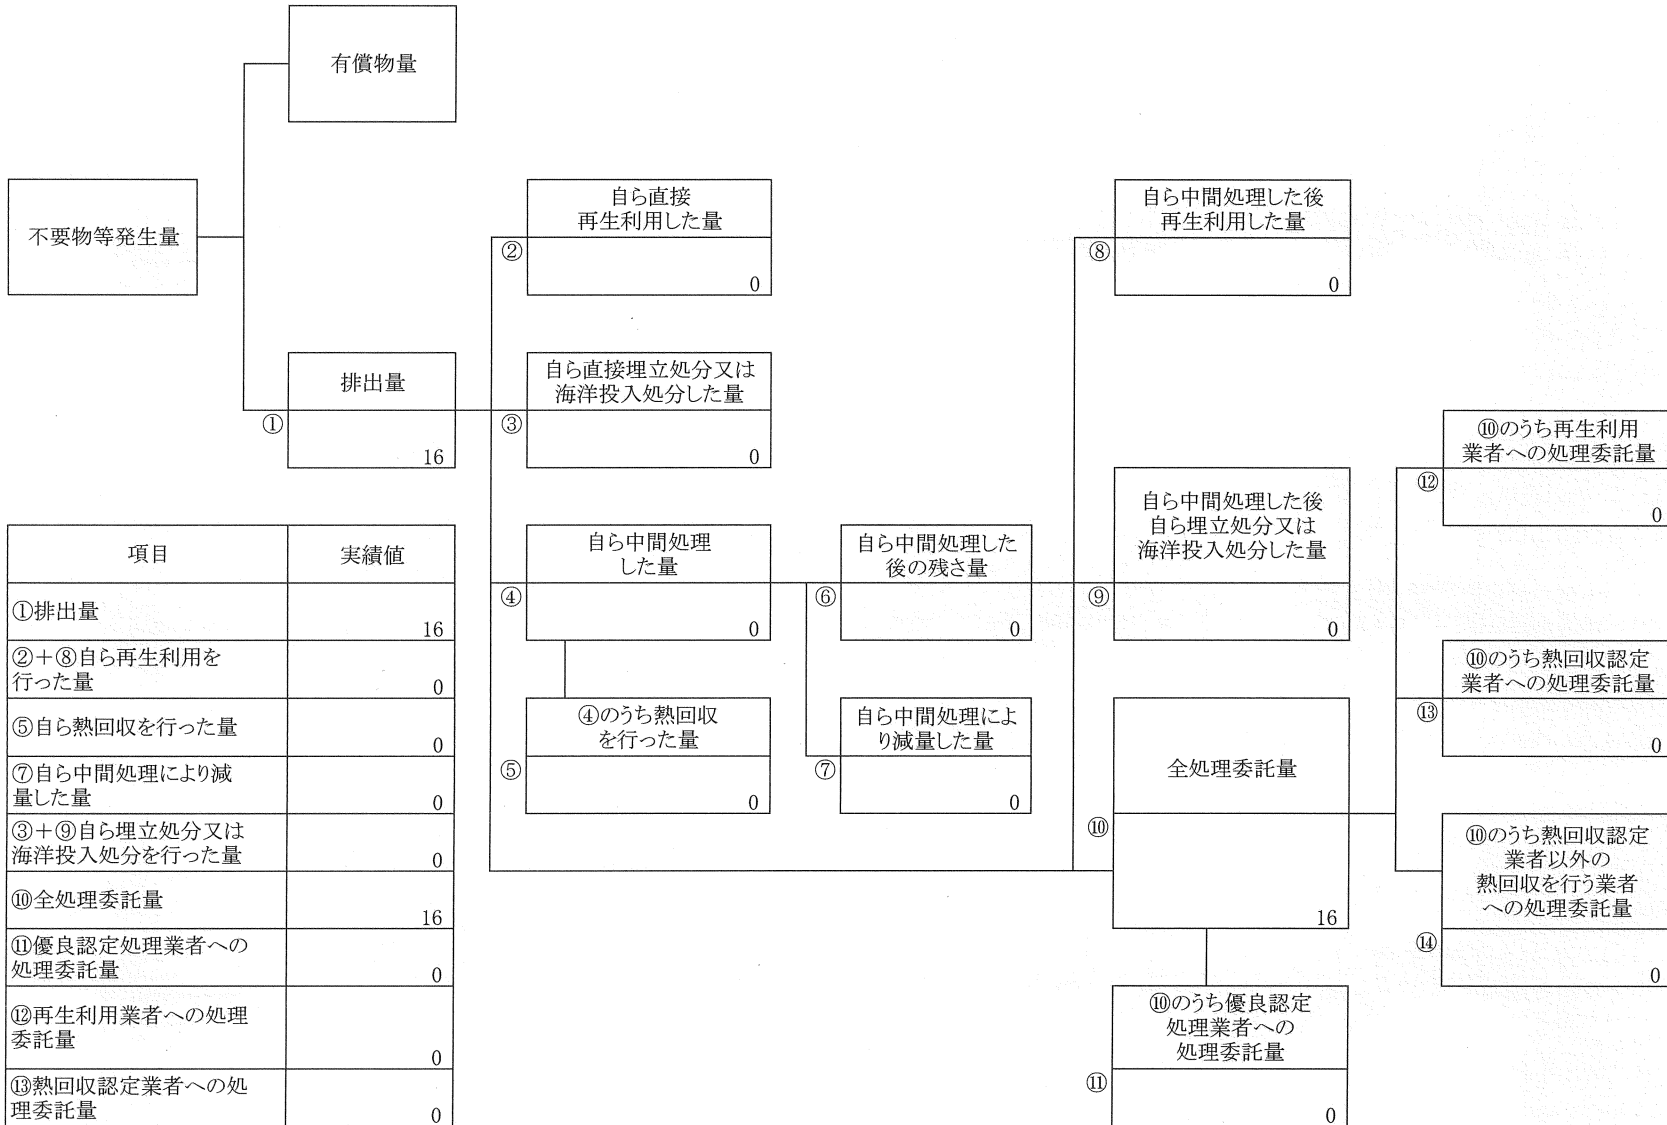 有償物量
不要物等発生量
自ら直接
再生利用した量
②
0
自ら中間処理した後
再生利用した量
⑧
0
排出量
①
16
自ら直接埋立処分又は
海洋投入処分した量
③
0
⑩のうち再生利用
業者への処理委託量
⑫
0
自ら中間処理した後
自ら埋立処分又は
海洋投入処分した量
⑨
0
自ら中間処理
した量
④
0
自ら中間処理した
後の残さ量
⑥
0
⑩のうち熱回収認定
業者への処理委託量
⑬
0
④のうち熱回収
を行った量
⑤
0
自ら中間処理によ
り減量した量
⑦
0
全処理委託量
⑩
16
⑩のうち熱回収認定
業者以外の
熱回収を行う業者
への処理委託量
⑭
0
⑩のうち優良認定
処理業者への
処理委託量
⑪
0
項目 実績値
①排出量
16
②+⑧自ら再生利用を
行った量
0
⑤自ら熱回収を行った量
0
⑦自ら中間処理により減
量した量
0
③+⑨自ら埋立処分又は
海洋投入処分を行った量
0
⑩全処理委託量
16
⑪優良認定処理業者への
処理委託量
0
⑫再生利用業者への処理
委託量
0
⑬熱回収認定業者への処
理委託量
0